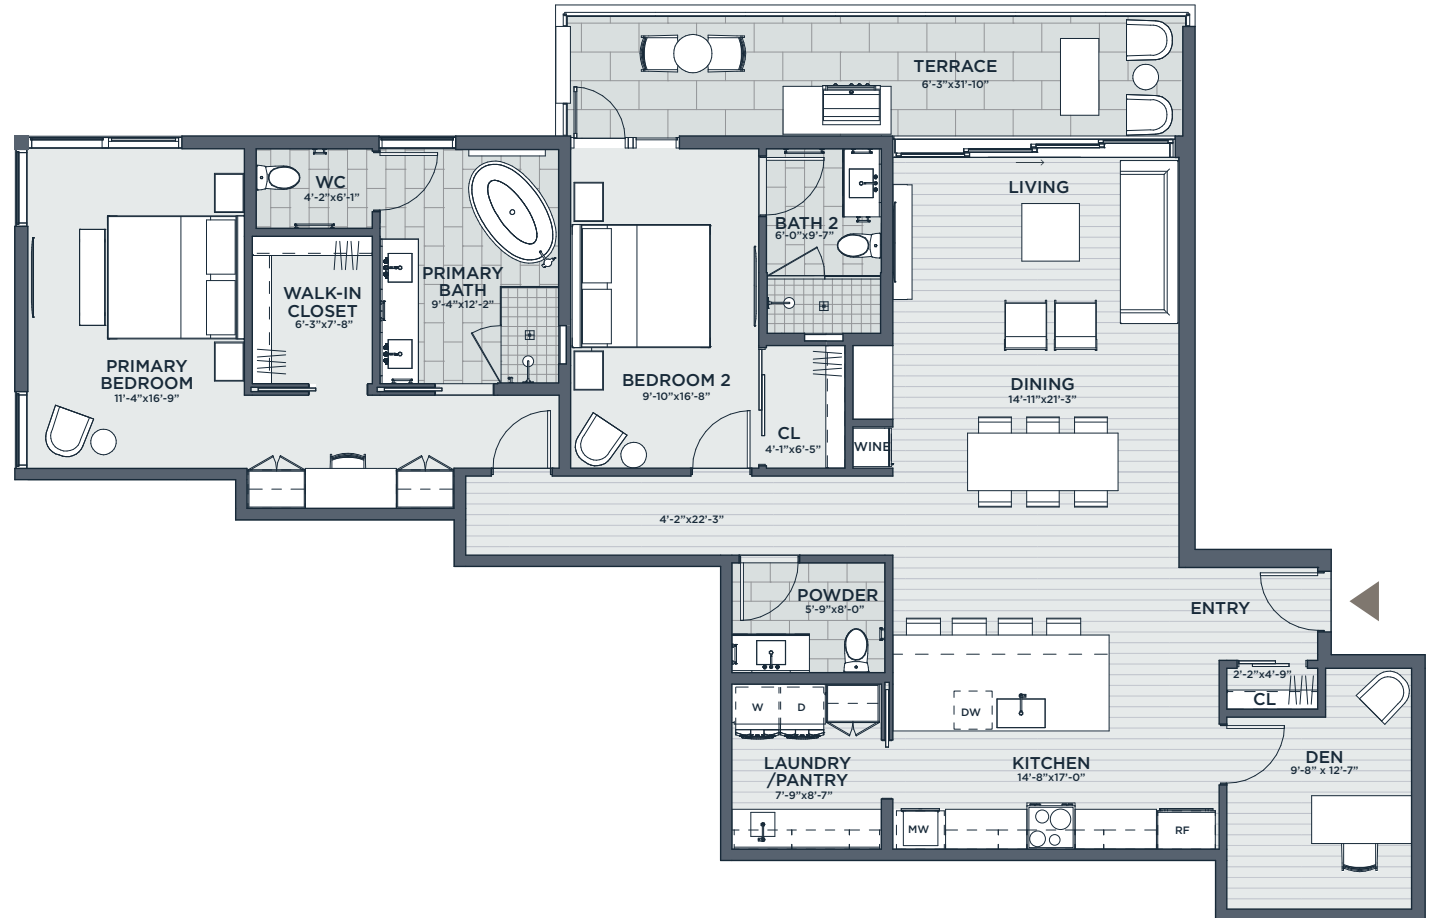 TERRACE
6'-3"x31'-10"
WC
4'-2"x6'-1"
LIVING
BATH 2
6'-0"x9'-7"
PRIMARY
BATH
9'-4"x12'-2"
WALK-IN
CLOSET
6'-3"x7'-8"
PRIMARY
BEDROOM
11'-4"x16'-9"
BEDROOM 2
9'-10"x16'-8"
DINING
14'-11"x21'-3"
CL
4'-1"x6'-5"
WINE
4'-2"x22'-3"
POWDER
5'-9"x8'-0"
ENTRY
2'-2"x4'-9"
CL
W
D
DW
LAUNDRY
/PANTRY
7'-9"x8'-7"
KITCHEN
14'-8"x17'-0"
DEN
9'-8" x 12'-7"
MW
RF